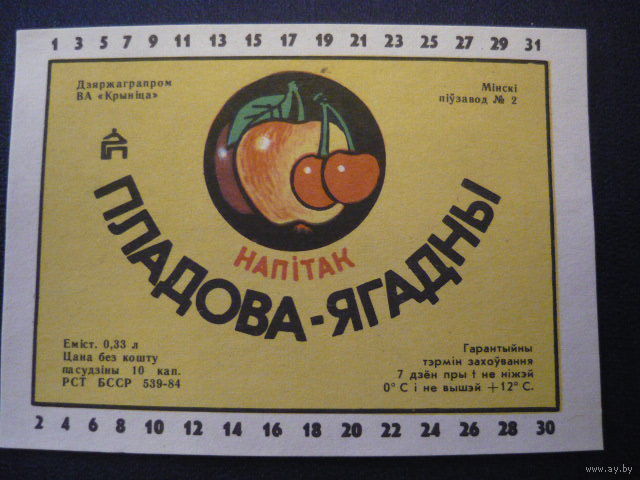 1 3 5 7 9 11 13 15 17 19 21 23 25 27 29 31
Дзяржаграпром
ВА «Крыніца»
Мінскі
піўзавод № 2
НАПІТАК
ПЛАДОВА-ЯГАДНЫ
Еміст. 0,33 л
Цана без кошту
пасудзіны 10 кап.
РСТ БССР 539-84
Гарантыйны
тэрмін захоўвання
7 дзён пры t не ніжэй
0° С і не вышэй +12° С.
2 4 6 8 10 12 14 16 18 20 22 24 26 28 30
www.ay.by